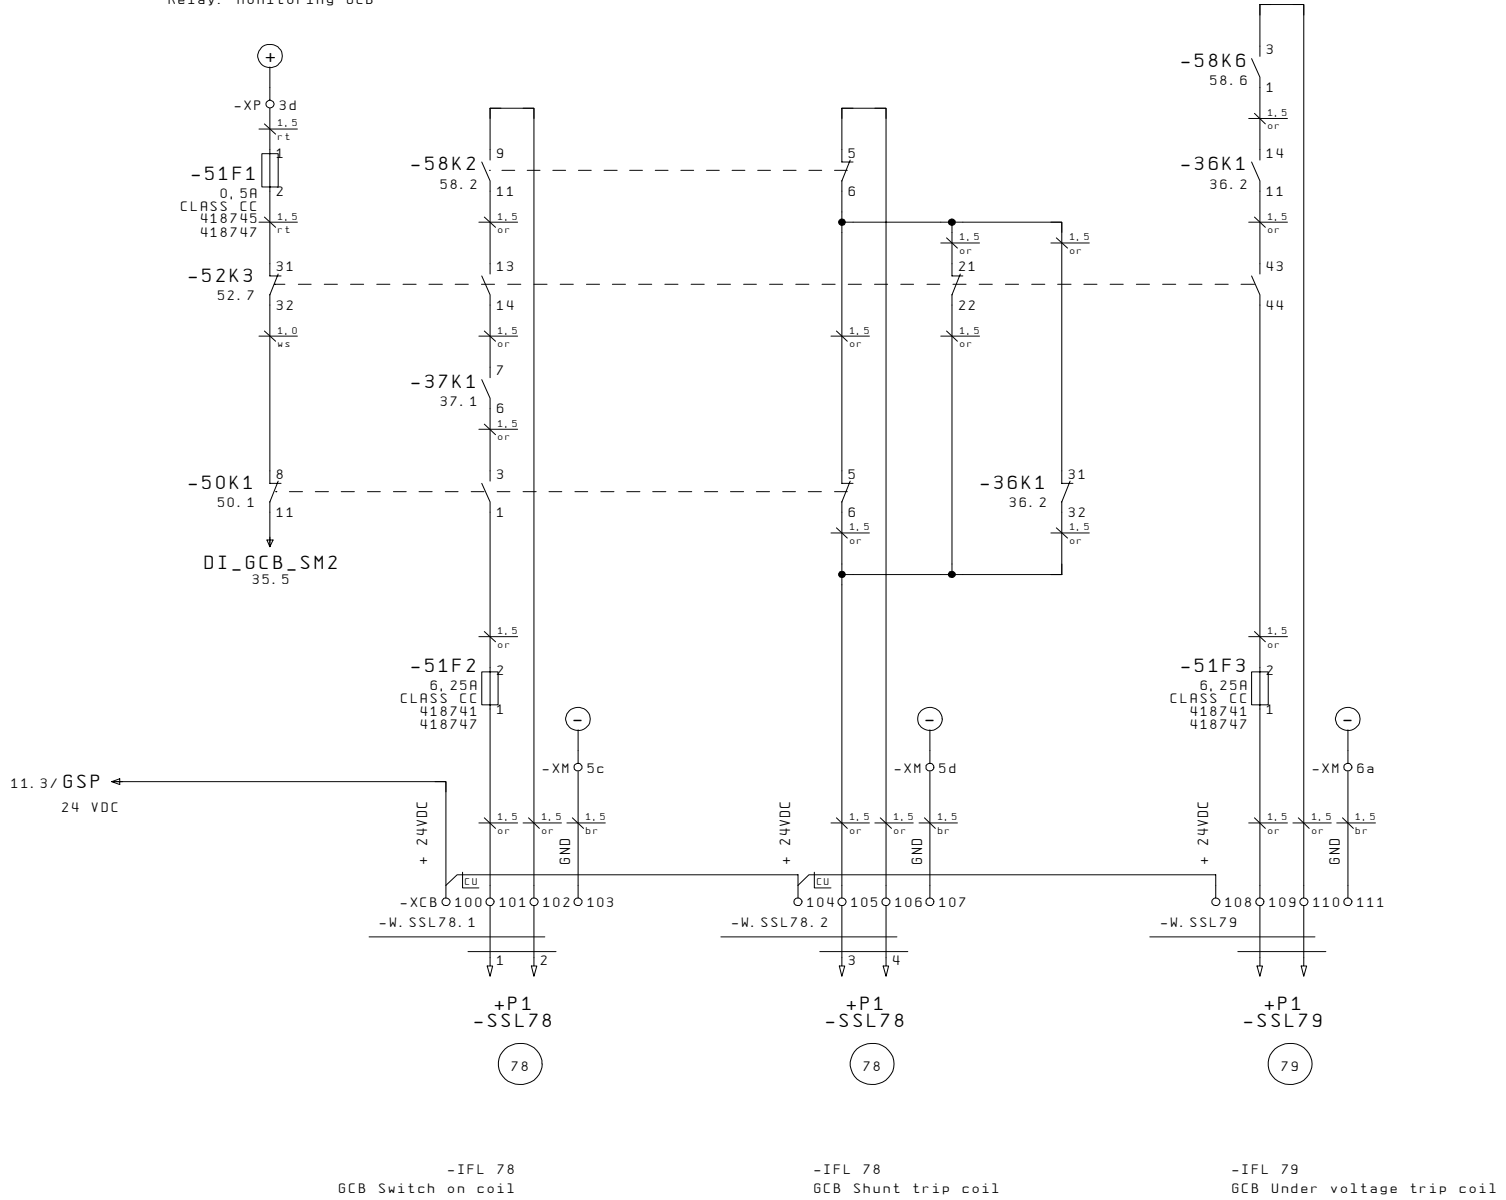 Relay: monitoring GCB
-XP 3d
1,5
rt
1
-51F1
2
0,5A
CLASS CC
418745
418747
1,5
rt
31
-52K3
52.7
32
1,0
ws
8
-50K1
50.1
11
DI_GCB_SM2
35.5
9
-58K2
58.2
11
1,5
or
13
14
1,5
or
7
-37K1
37.1
6
1,5
or
3
1
1,5
or
-51F2
2
6,25A
CLASS CC
418741
418747
1
5
6
1,5
or
5
6
1,5
or
1,5
or
21
22
1,5
or
1,5
or
-36K1
36.2
31
32
1,5
or
3
-58K6
58.6
1
1,5
or
14
-36K1
36.2
11
1,5
or
43
44
1,5
or
-51F3
2
6,25A
CLASS CC
418741
418747
1
-XM 5c
-XM 5d
-XM 6a
11.3/GSP
24 VDC
+ 24VDC
1,5
or
1,5
or
1,5
br
GND
+ 24VDC
1,5
or
1,5
or
1,5
br
GND
+ 24VDC
1,5
or
1,5
or
1,5
br
GND
CU
CU
-XCB 100 101 102 103
104 105 106 107
108 109 110 111
-W.SSL78.1
-W.SSL78.2
-W.SSL79
1 2
3 4
+P1
-SSL78
78
+P1
-SSL78
78
+P1
-SSL79
79
-IFL 78
GCB Switch on coil
-IFL 78
GCB Shunt trip coil
-IFL 79
GCB Under voltage trip coil